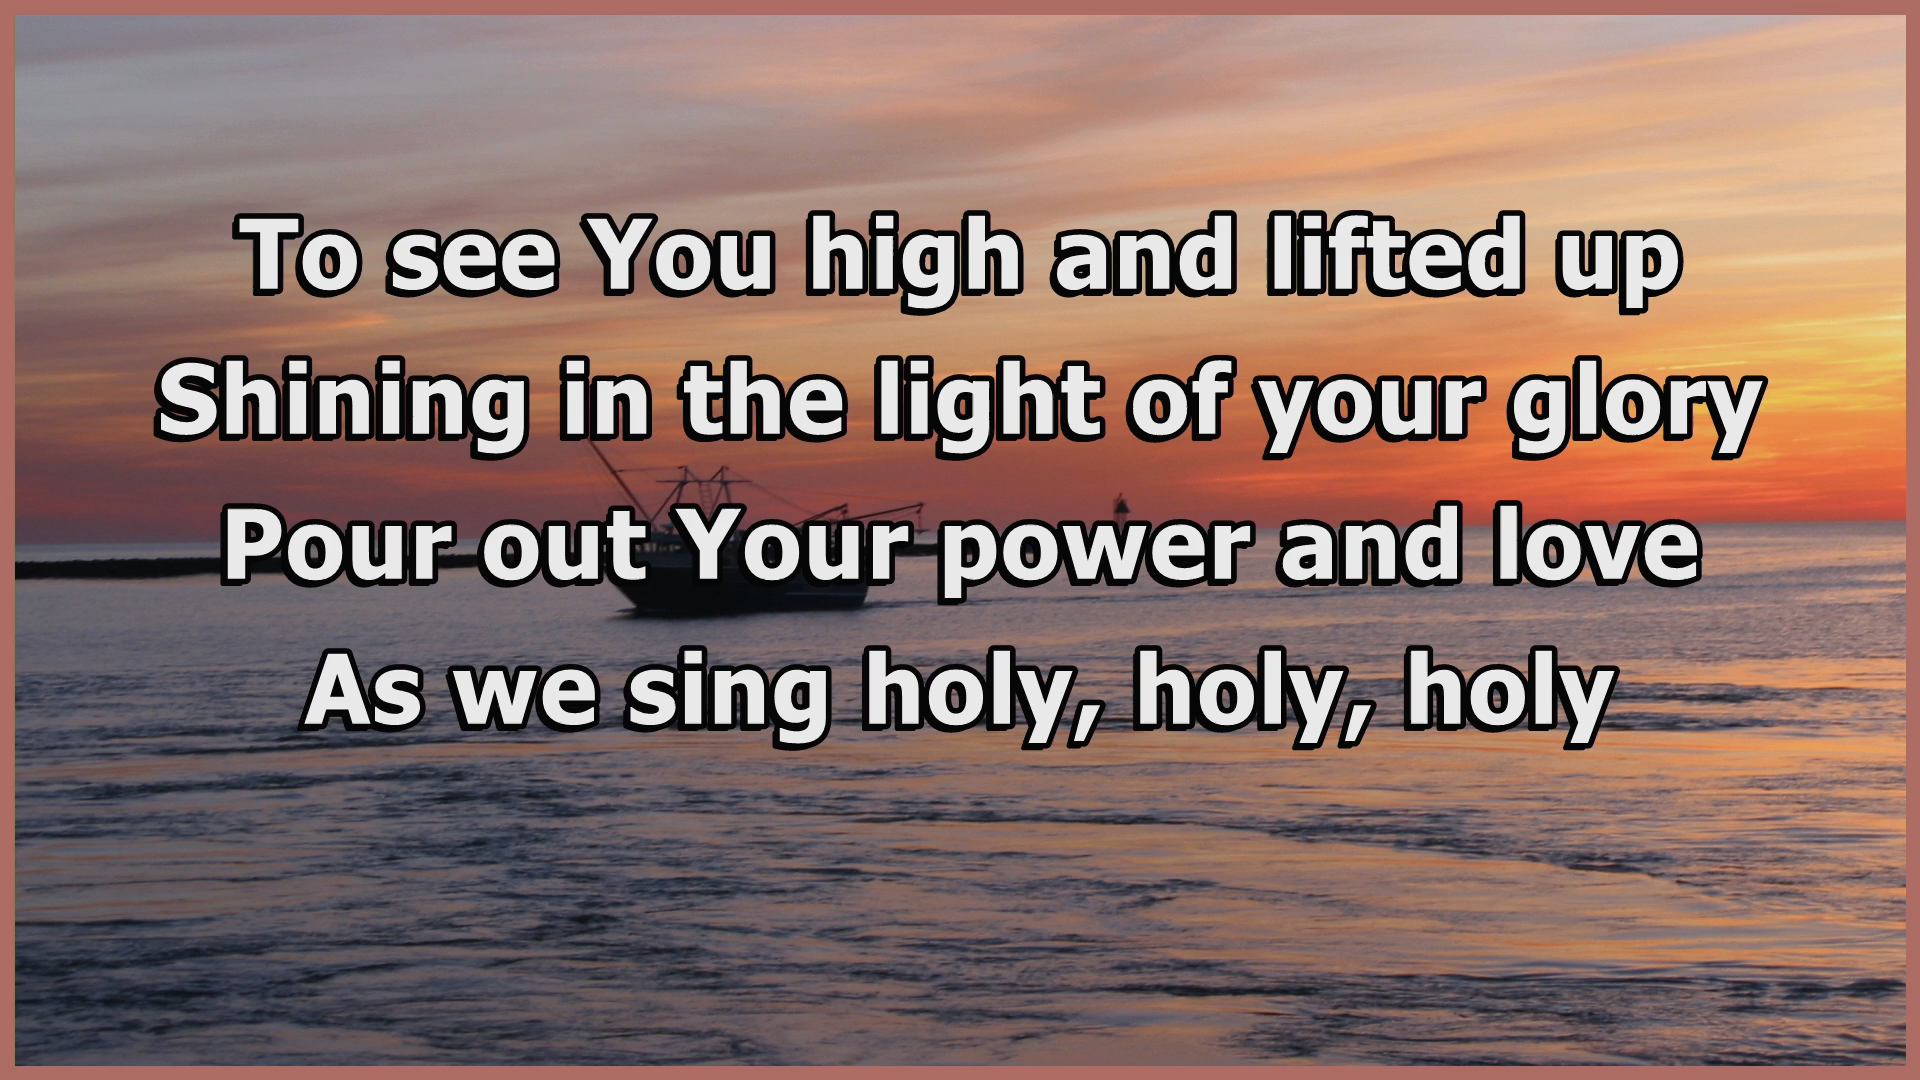 To see You high and lifted up
Shining in the light of your glory
Pour out Your power and love
As we sing holy, holy, holy